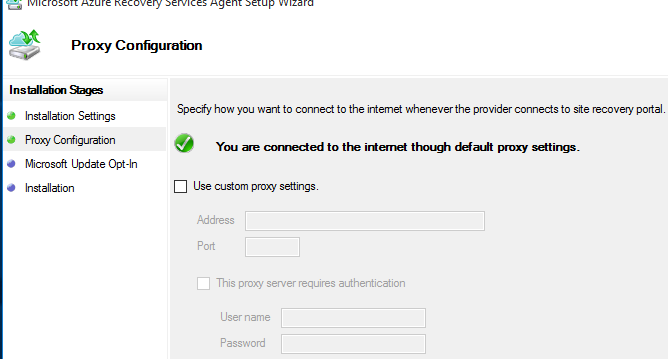 Microsoft Azure Recovery Services Agent Setup Wizard
Proxy Configuration
Installation Stages
Installation Settings
Proxy Configuration
Microsoft Update Opt-In
Installation
Specify how you want to connect to the internet whenever the provider connects to site recovery portal.
You are connected to the internet though default proxy settings.
Use custom proxy settings.
Address
Port
This proxy server requires authentication
User name
Password